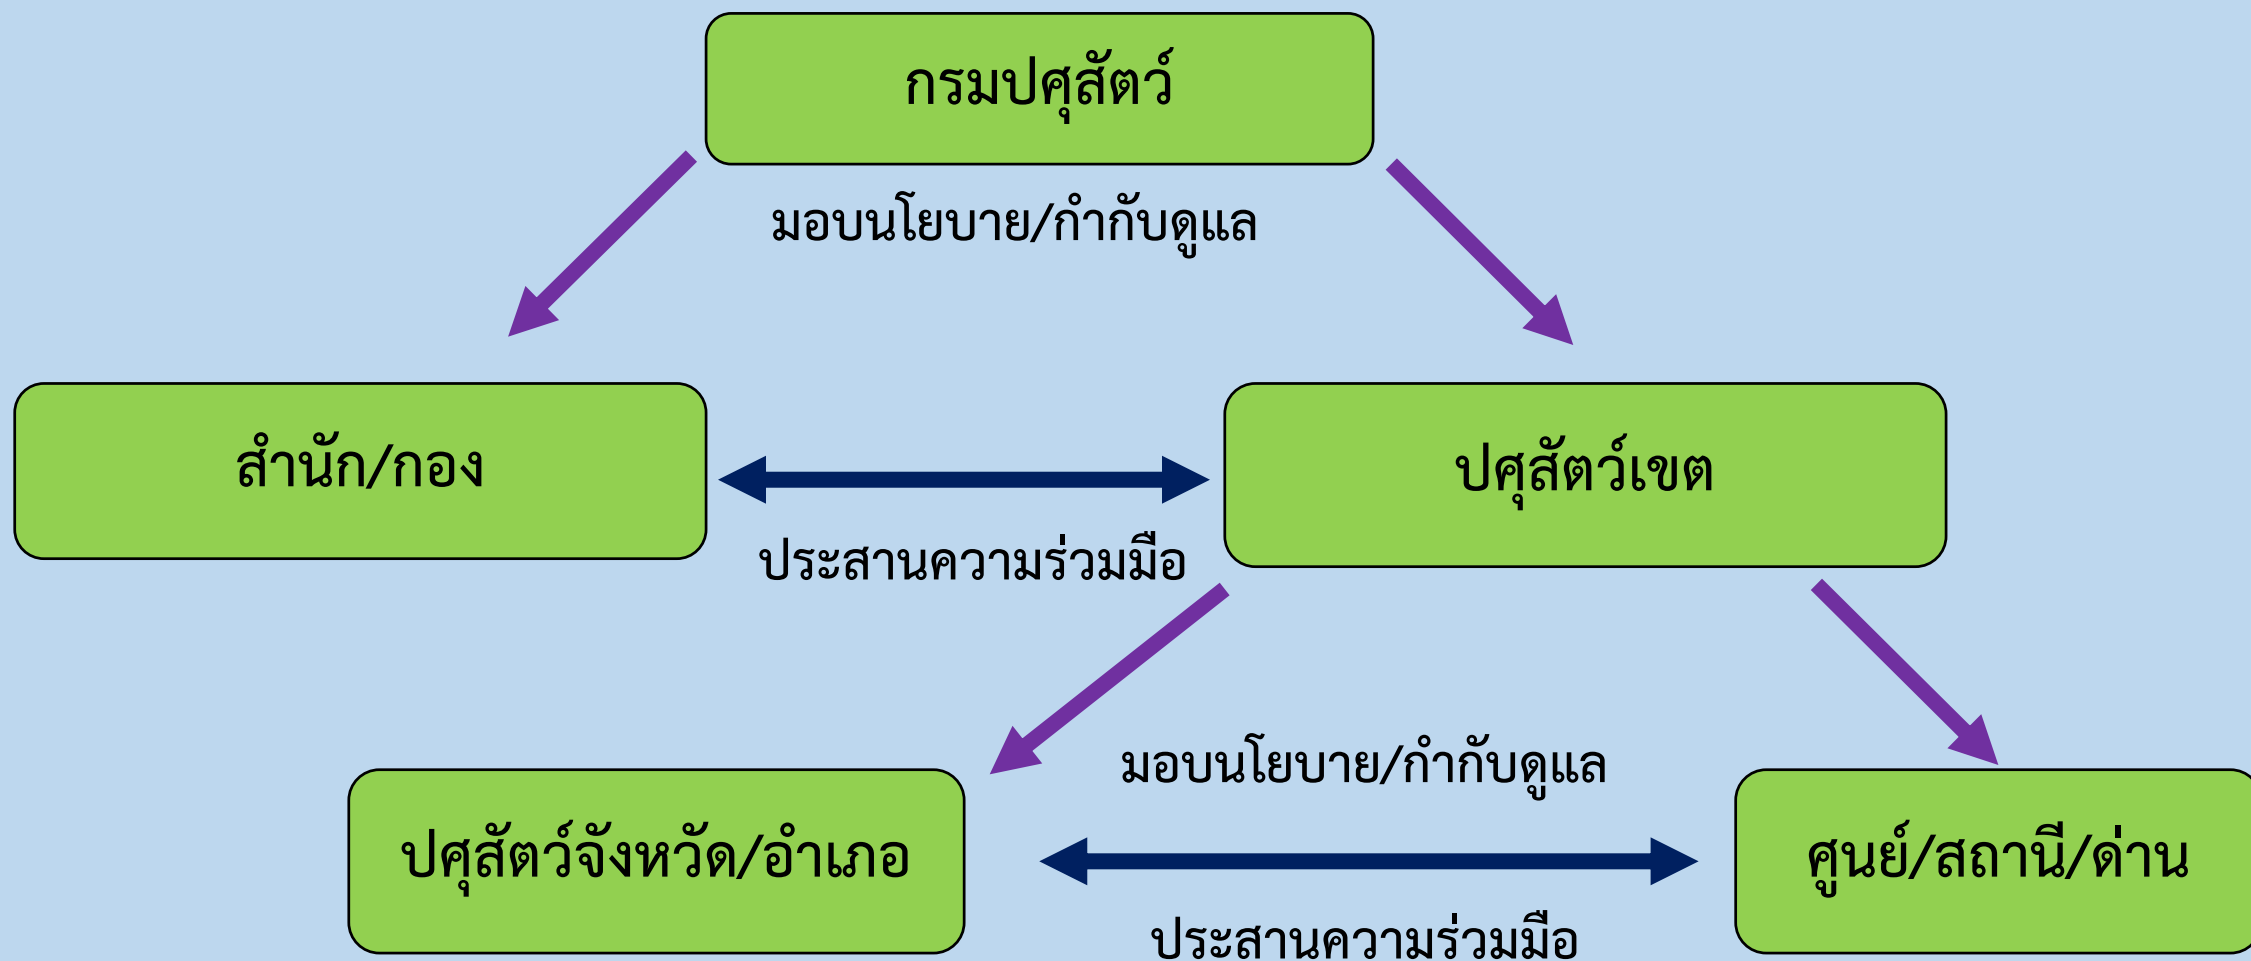 กรมปศุสัตว์
มอบนโยบาย/กำกับดูแล
สำนัก/กอง
ปศุสัตว์เขต
ประสานความร่วมมือ
มอบนโยบาย/กำกับดูแล
ปศุสัตว์จังหวัด/อำเภอ
ศูนย์/สถานี/ด่าน
ประสานความร่วมมือ